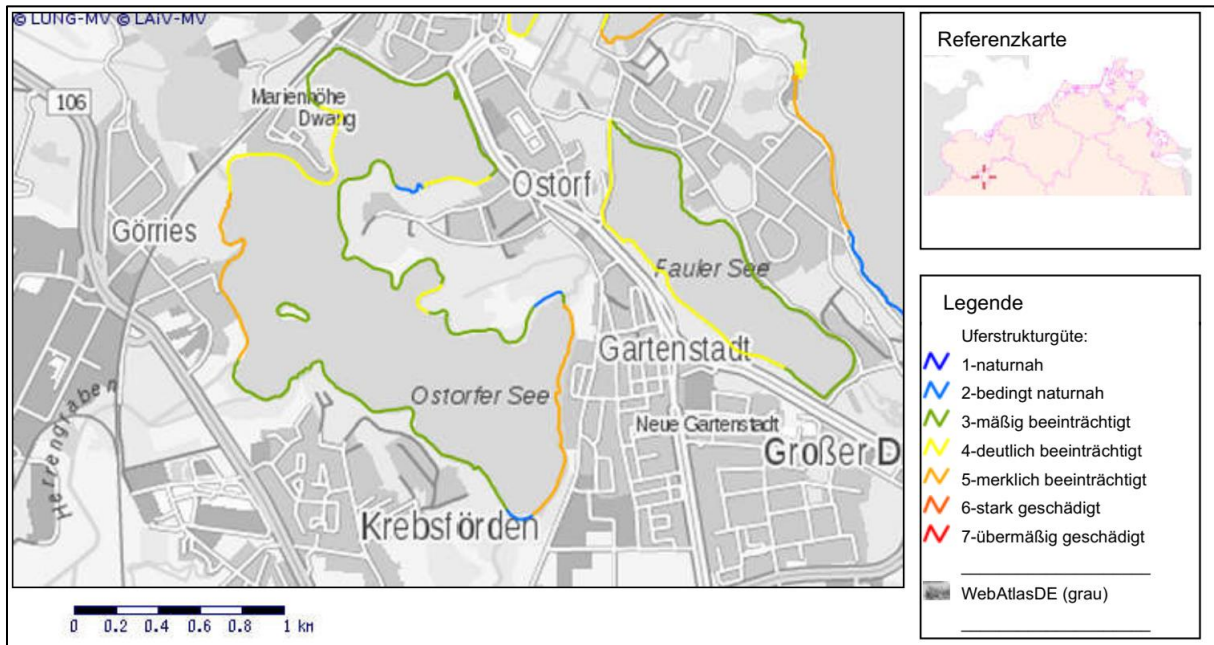 © LUNG-MV © LAiV-MV
106
Marienhöhe
Dwang
Ostorf
Görries
Fauler See
Gartenstadt
Ostorfer See
Neue Gartenstadt
Großer D
Herrengraben
Krebsförden
0 0.2 0.4 0.6 0.8 1 km
Referenzkarte
Legende
Uferstrukturgüte:
1-naturnah
2-bedingt naturnah
3-mäßig beeinträchtigt
4-deutlich beeinträchtigt
5-merklich beeinträchtigt
6-stark geschädigt
7-übermäßig geschädigt
WebAtlasDE (grau)